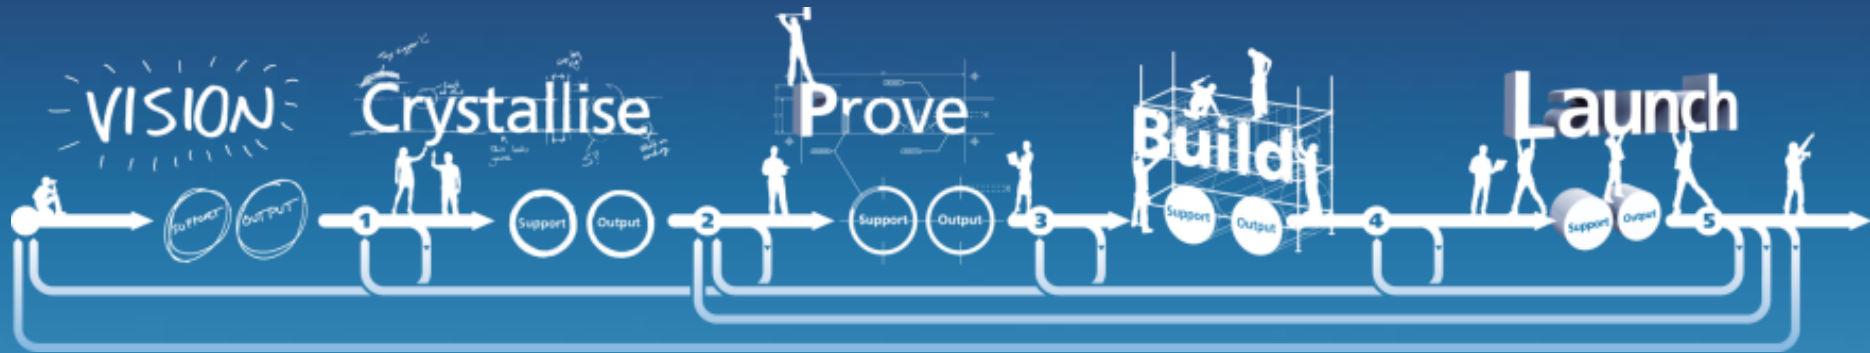 VISION
SUPPORT
OUTPUT
Crystallise
1
Support
Output
2
Prove
Support
Output
3
Build
Support
Output
4
Launch
Support
Output
5